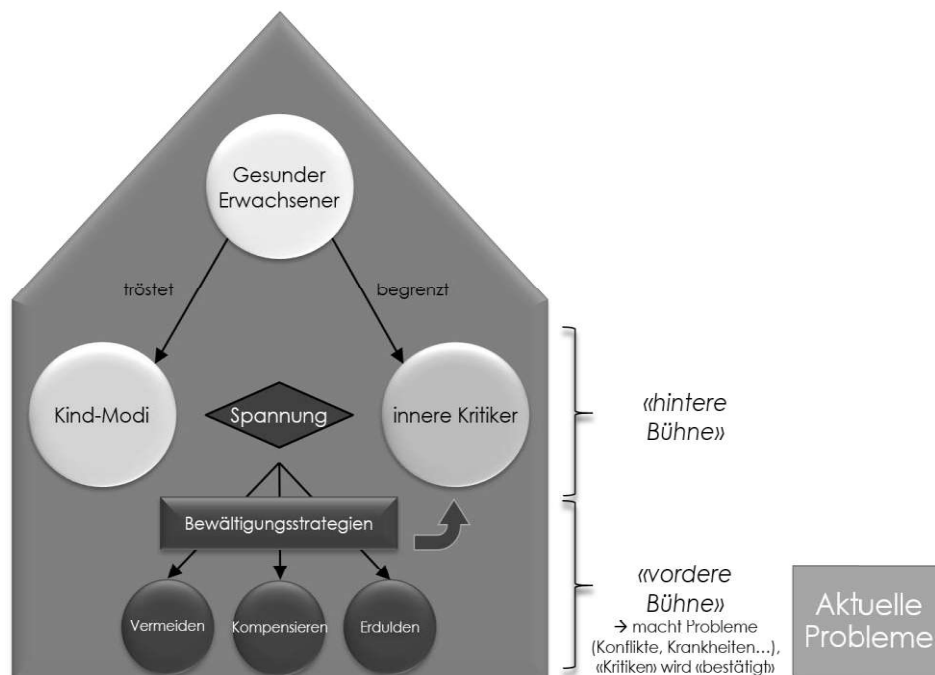 Gesunder
Erwachsener
tröstet
begrenzt
Kind-Modi
Spannung
innere Kritiker
«hintere
Bühne»
Bewältigungsstrategien
Vermeiden
Kompensieren
Erdulden
«vordere
Bühne»
→ macht Probleme
(Konflikte, Krankheiten...),
«Kritiken» wird «bestätigt»
Aktuelle
Probleme